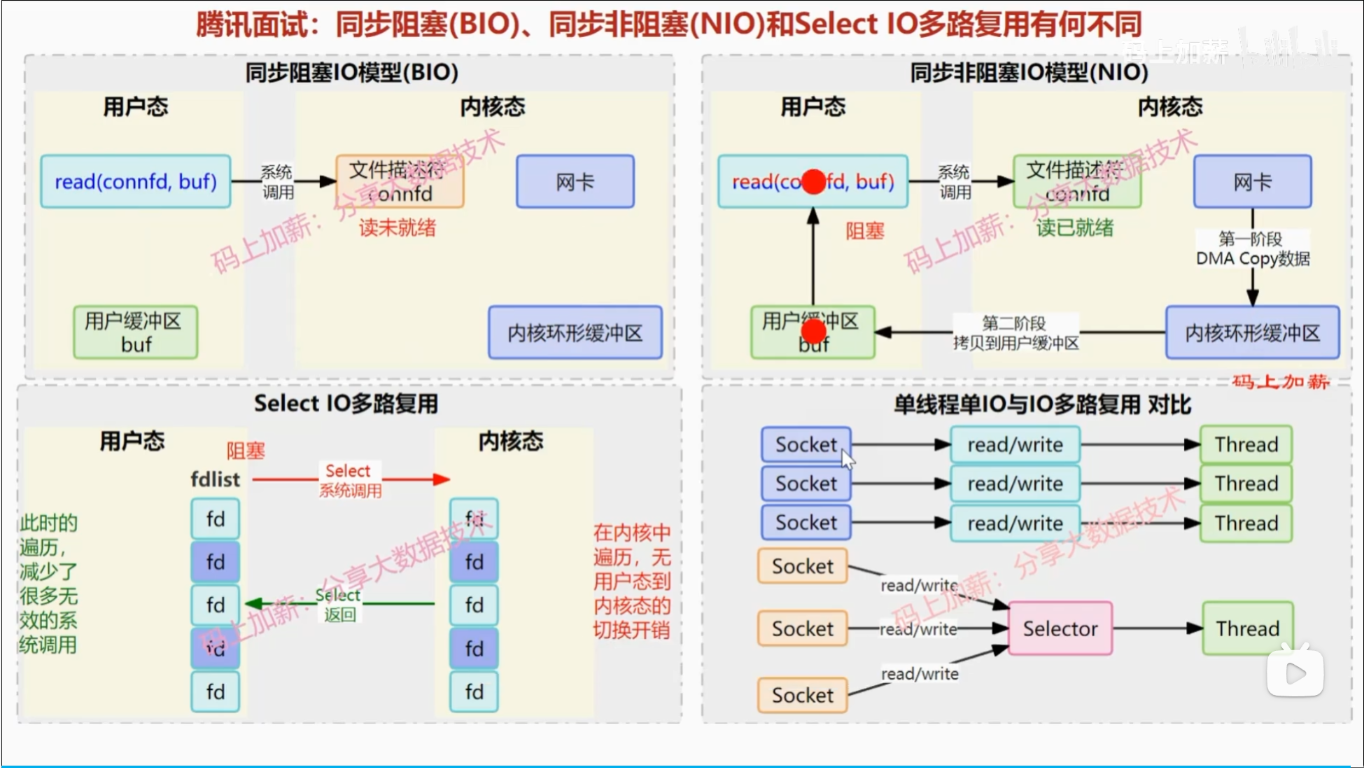 腾讯面试：同步阻塞(BIO)、同步非阻塞(NIO)和Select IO多路复用有何不同
码上加薪
同步阻塞IO模型(BIO)
用户态
内核态
read(connfd, buf)
系统
调用
文件描述符
connfd
网卡
读未就绪
码上加薪：分享大数据技术
用户缓冲区
buf
内核环形缓冲区
同步非阻塞IO模型(NIO)
用户态
内核态
read(connfd, buf)
系统
调用
文件描述符
connfd
网卡
阻塞
读已就绪
第一阶段
DMA Copy数据
码上加薪：分享大数据技术
用户缓冲区
buf
第二阶段
拷贝到用户缓冲区
内核环形缓冲区
码上加薪
Select IO多路复用
用户态
内核态
阻塞
fdlist
Select
系统调用
fd
fd
fd
fd
fd
fd
fd
fd
fd
fd
此时的
遍历，
减少了
很多无
效的系
统调用
Select
返回
在内核中
遍历，无
用户态到
内核态的
切换开销
码上加薪：分享大数据技术
单线程单IO与IO多路复用 对比
Socket
read/write
Thread
Socket
read/write
Thread
Socket
read/write
Thread
Socket
read/write
Socket
read/write
Selector
Thread
Socket
read/write
码上加薪：分享大数据技术